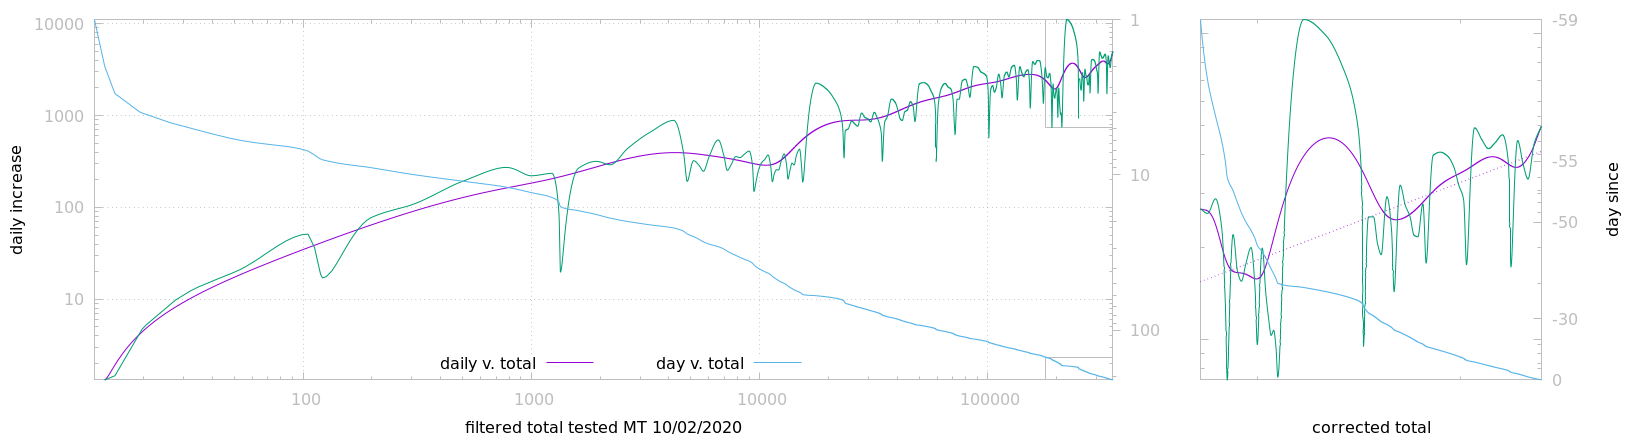 10000
1000
100
10
daily increase
daily v. total
day v. total
100
1000
10000
100000
filtered total tested MT 10/02/2020
1
10
100
-59
-55
-50
-30
0
day since
corrected total